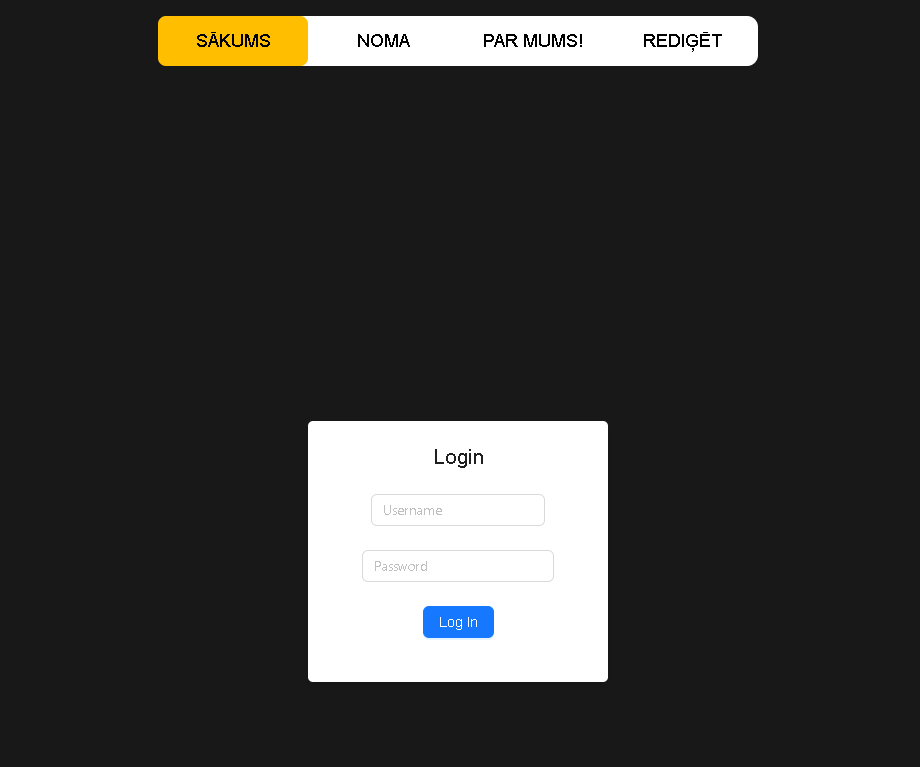 SĀKUMS NOMA PAR MUMS! REDIĢĒT
Login
Username
Password
Log In